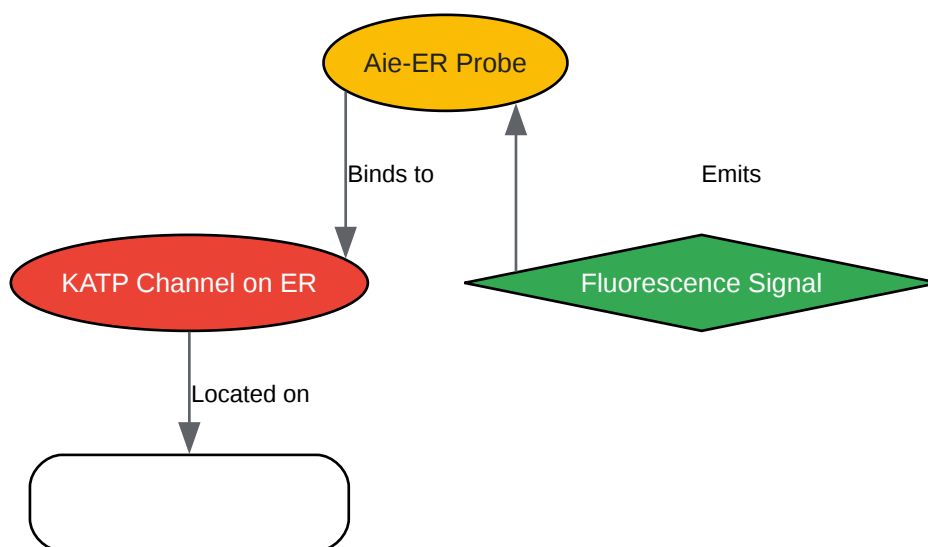 Aie-ER Probe
Binds to
Emits
KATP Channel on ER
Fluorescence Signal
Located on